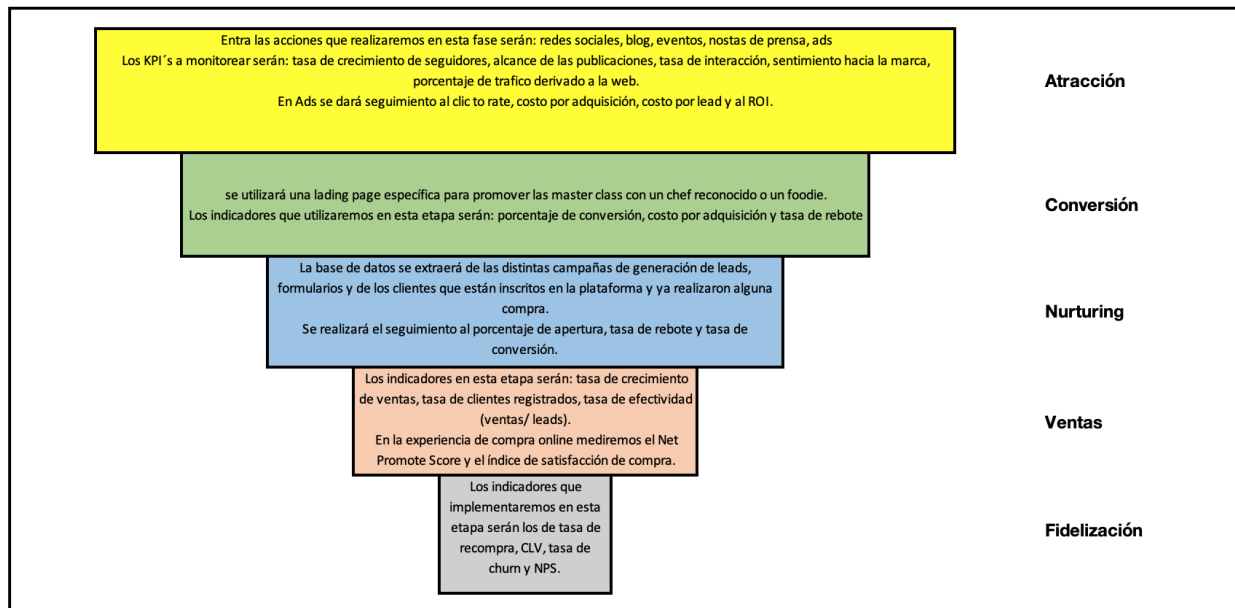 Entra las acciones que realizaremos en esta fase serán: redes sociales, blog, eventos, nostas de prensa, ads
Los KPI´s a monitorear serán: tasa de crecimiento de seguidores, alcance de las publicaciones, tasa de interacción, sentimiento hacia la marca,
porcentaje de trafico derivado a la web.
En Ads se dará seguimiento al clic to rate, costo por adquisición, costo por lead y al ROI.
Atracción
se utilizará una lading page específica para promover las master class con un chef reconocido o un foodie.
Los indicadores que utilizaremos en esta etapa serán: porcentaje de conversión, costo por adquisición y tasa de rebote
Conversión
La base de datos se extraerá de las distintas campañas de generación de leads,
formularios y de los clientes que están inscritos en la plataforma y ya realizaron alguna
compra.
Se realizará el seguimiento al porcentaje de apertura, tasa de rebote y tasa de
conversión.
Nurturing
Los indicadores en esta etapa serán: tasa de crecimiento
de ventas, tasa de clientes registrados, tasa de efectividad
(ventas/ leads).
En la experiencia de compra online mediremos el Net
Promote Score y el índice de satisfacción de compra.
Ventas
Los indicadores que
implementaremos en esta
etapa serán los de tasa de
recompra, CLV, tasa de
churn y NPS.
Fidelización